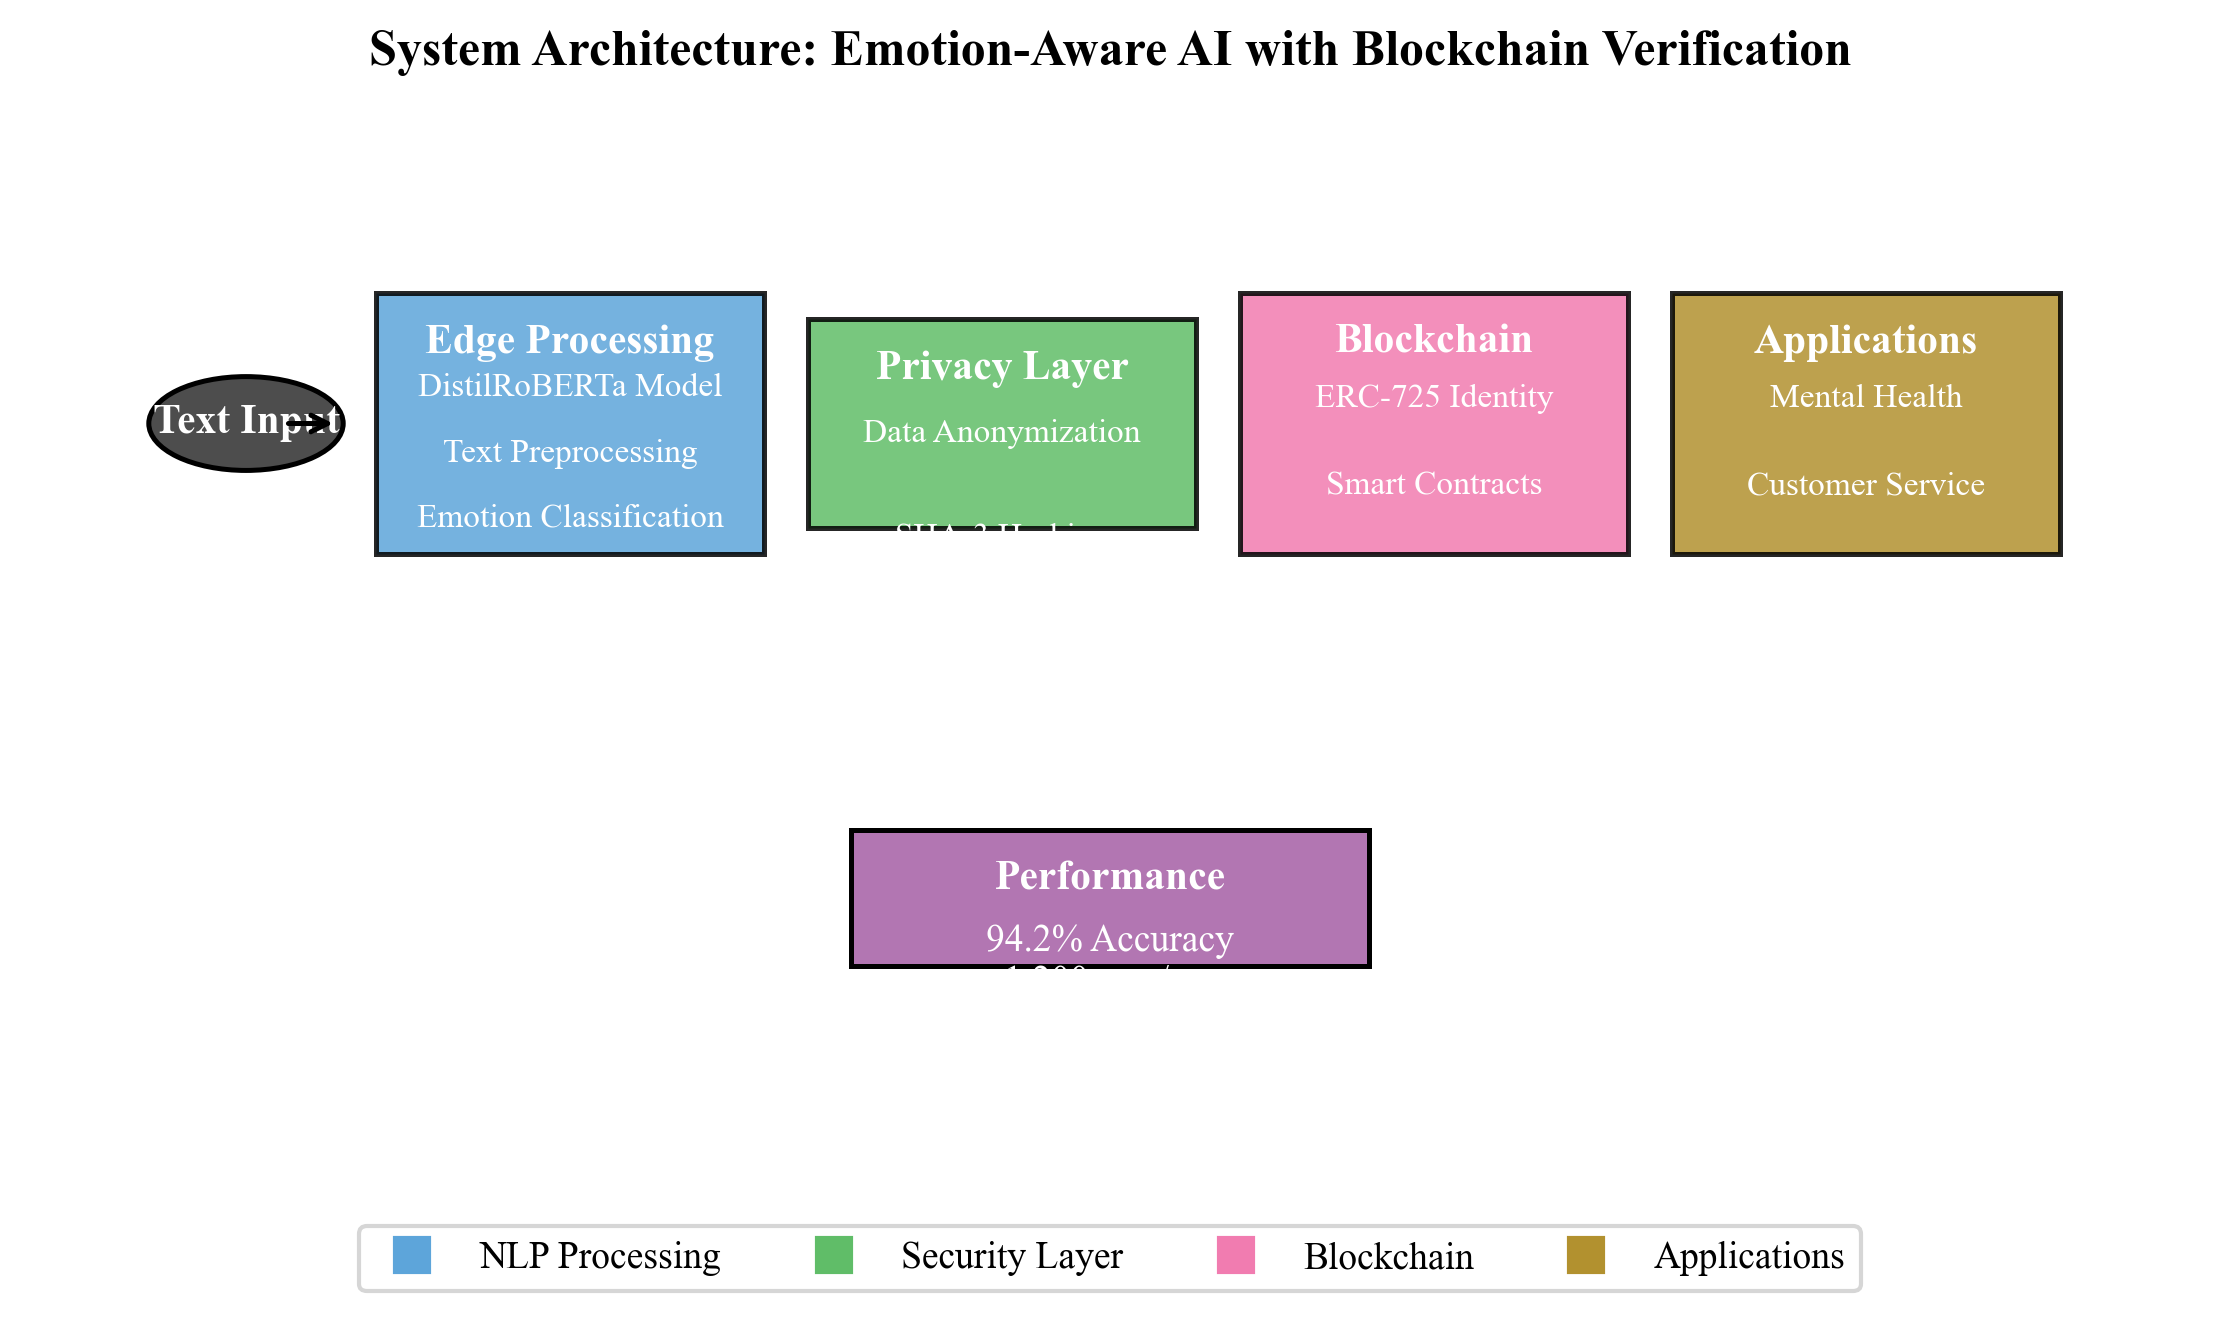 System Architecture: Emotion-Aware AI with Blockchain Verification
Text Input
Edge Processing
DistilRoBERTa Model
Text Preprocessing
Emotion Classification
Privacy Layer
Data Anonymization
Blockchain
ERC-725 Identity
Smart Contracts
Applications
Mental Health
Customer Service
Performance
94.2% Accuracy
NLP Processing
Security Layer
Blockchain
Applications